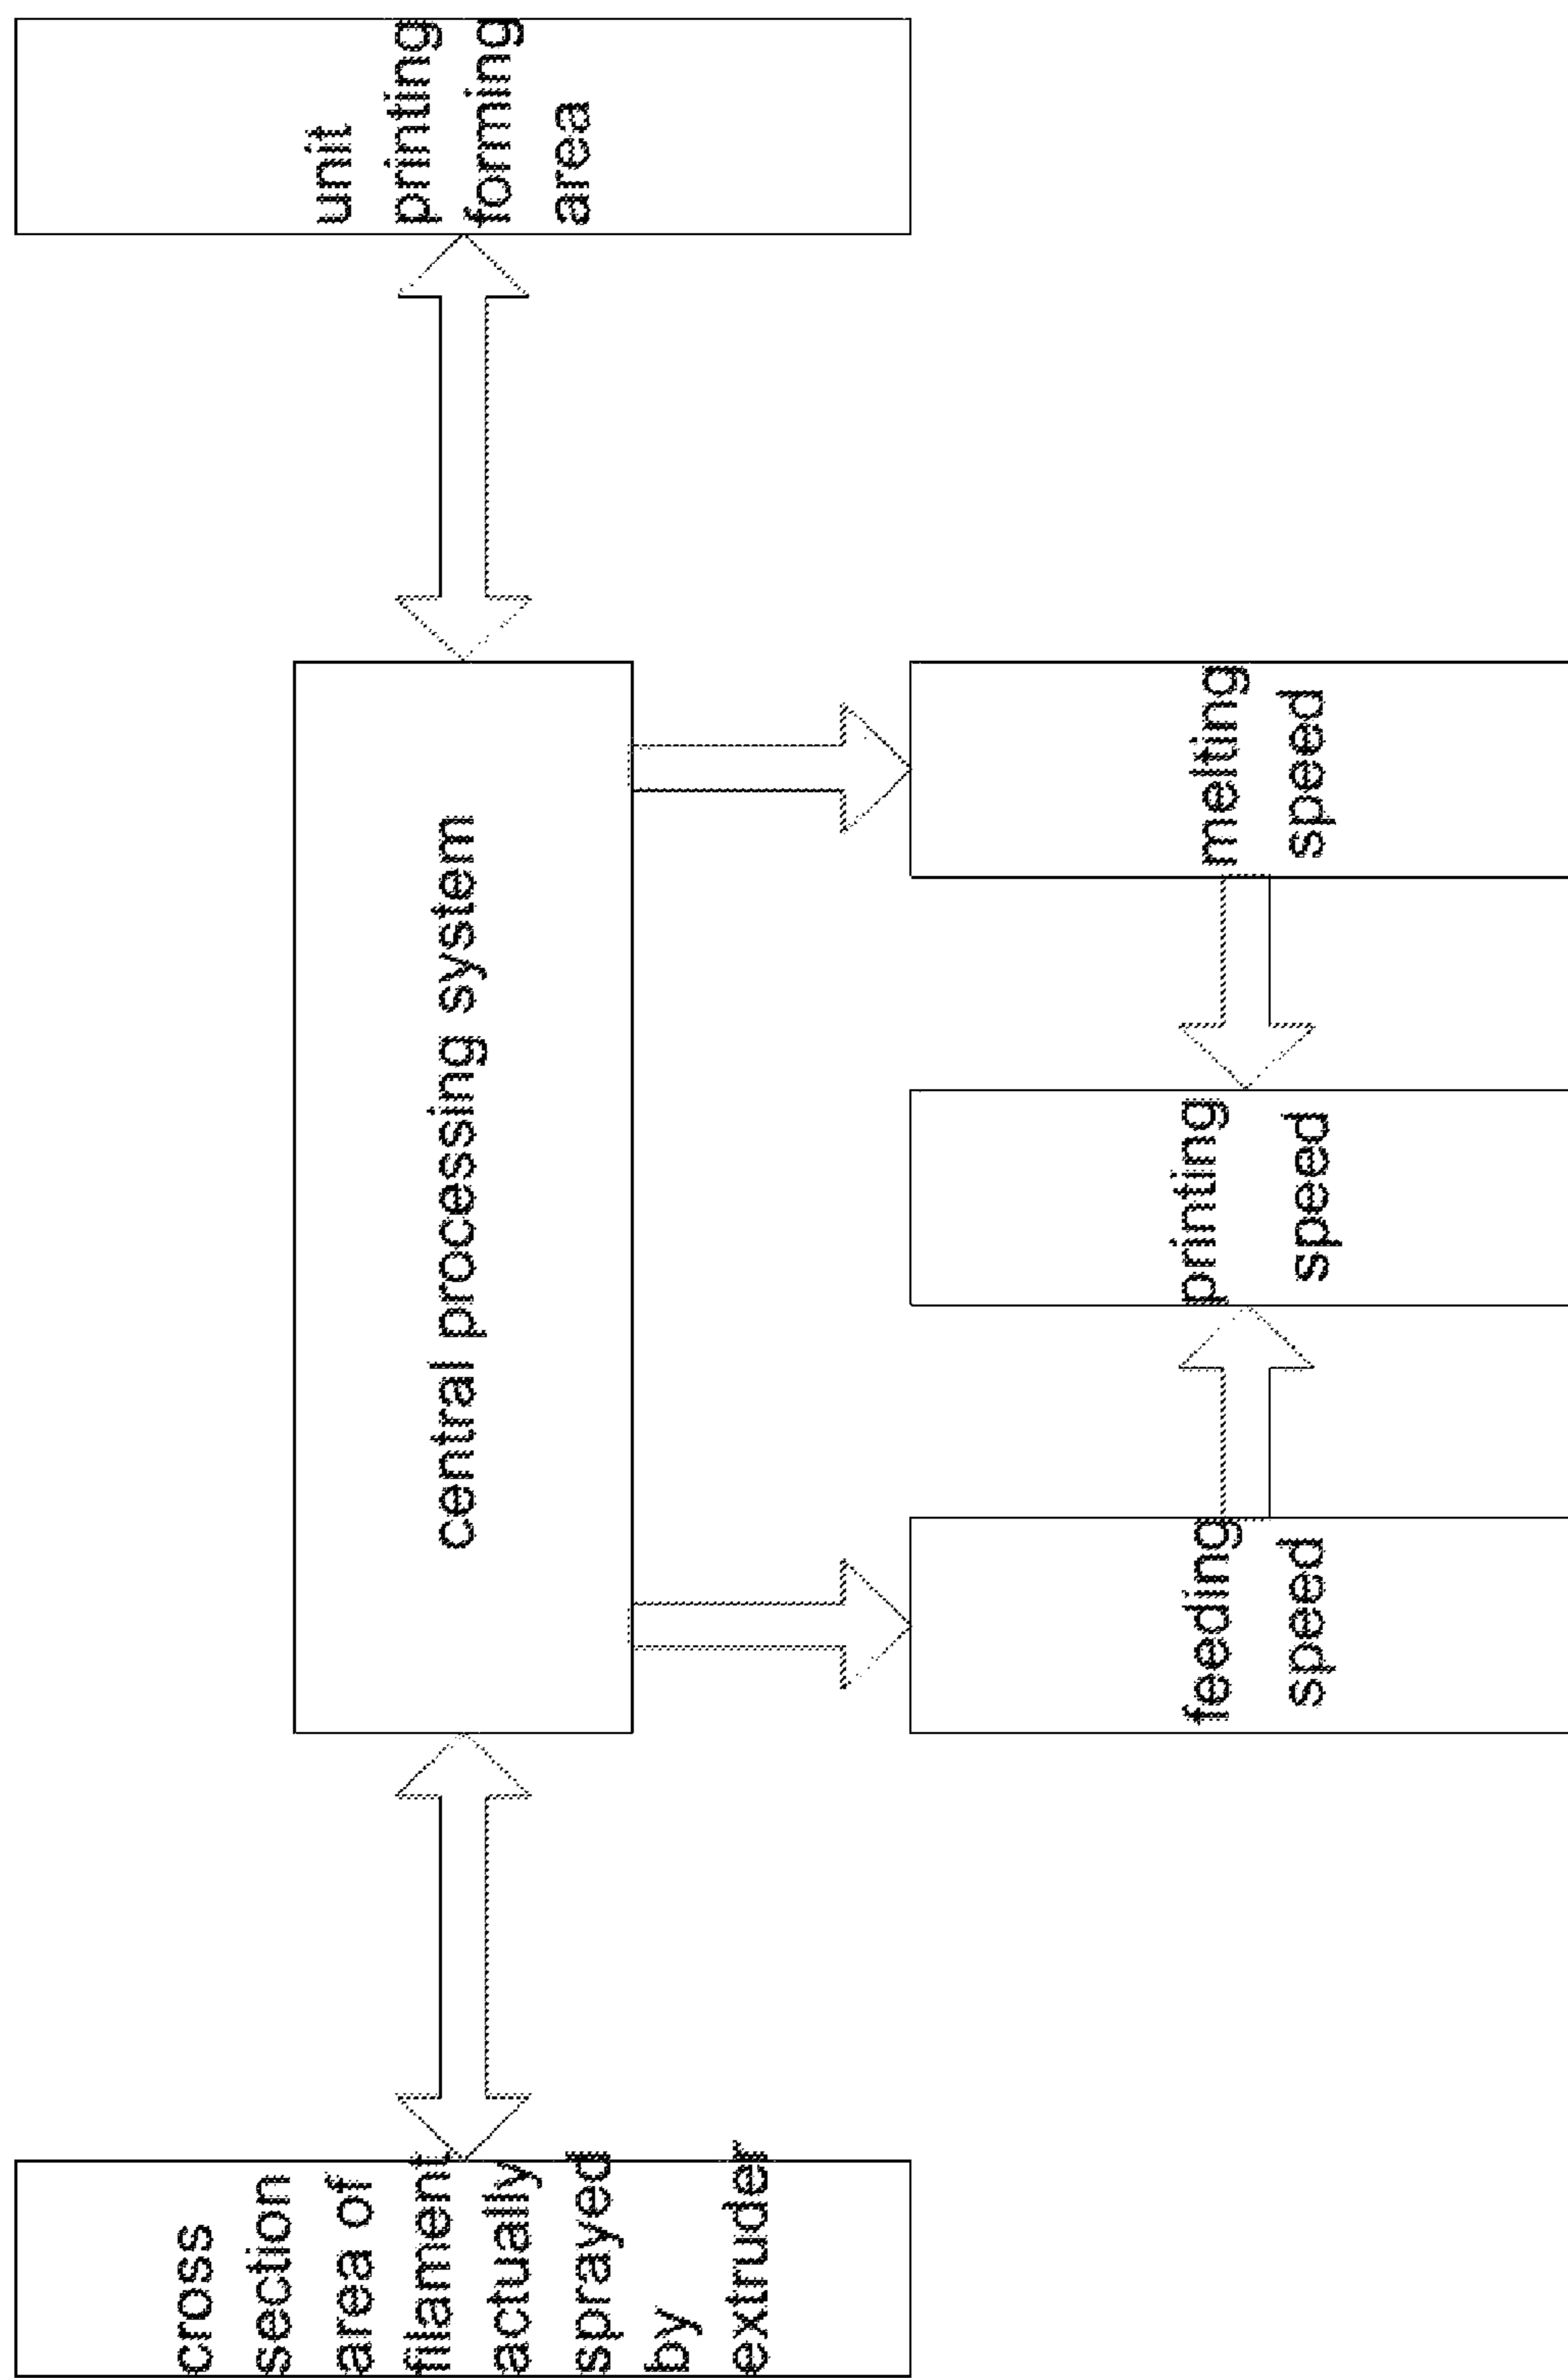 cross
section
area of
filament
actually
sprayed
by
extruder
central processing system
unit
printing
forming
area
feeding
speed
printing
speed
melting
speed